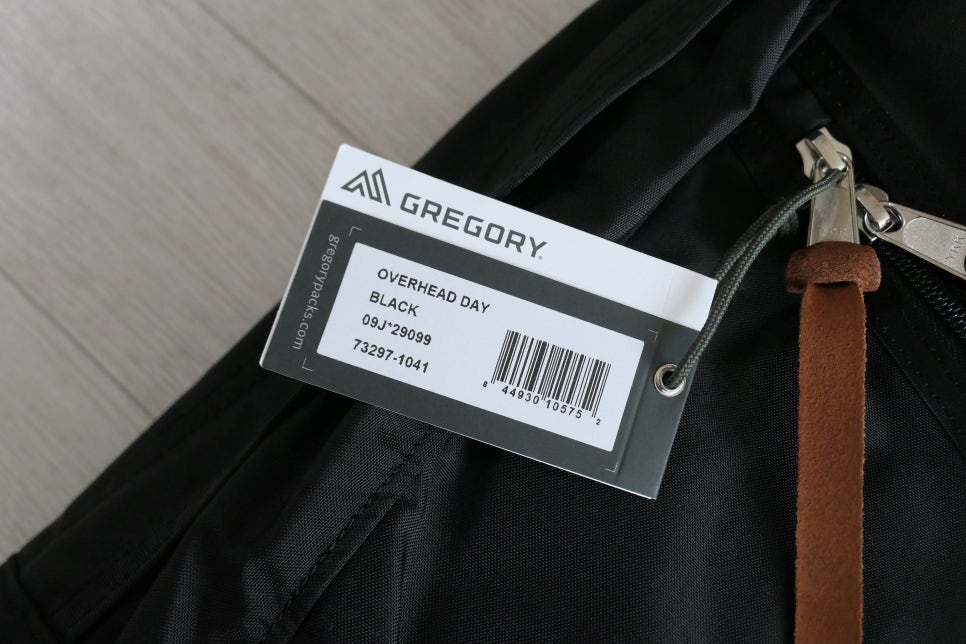 GREGORY
gregorypacks.com
OVERHEAD DAY
BLACK
09J*29099
73297-1041
8 44930 10575 2